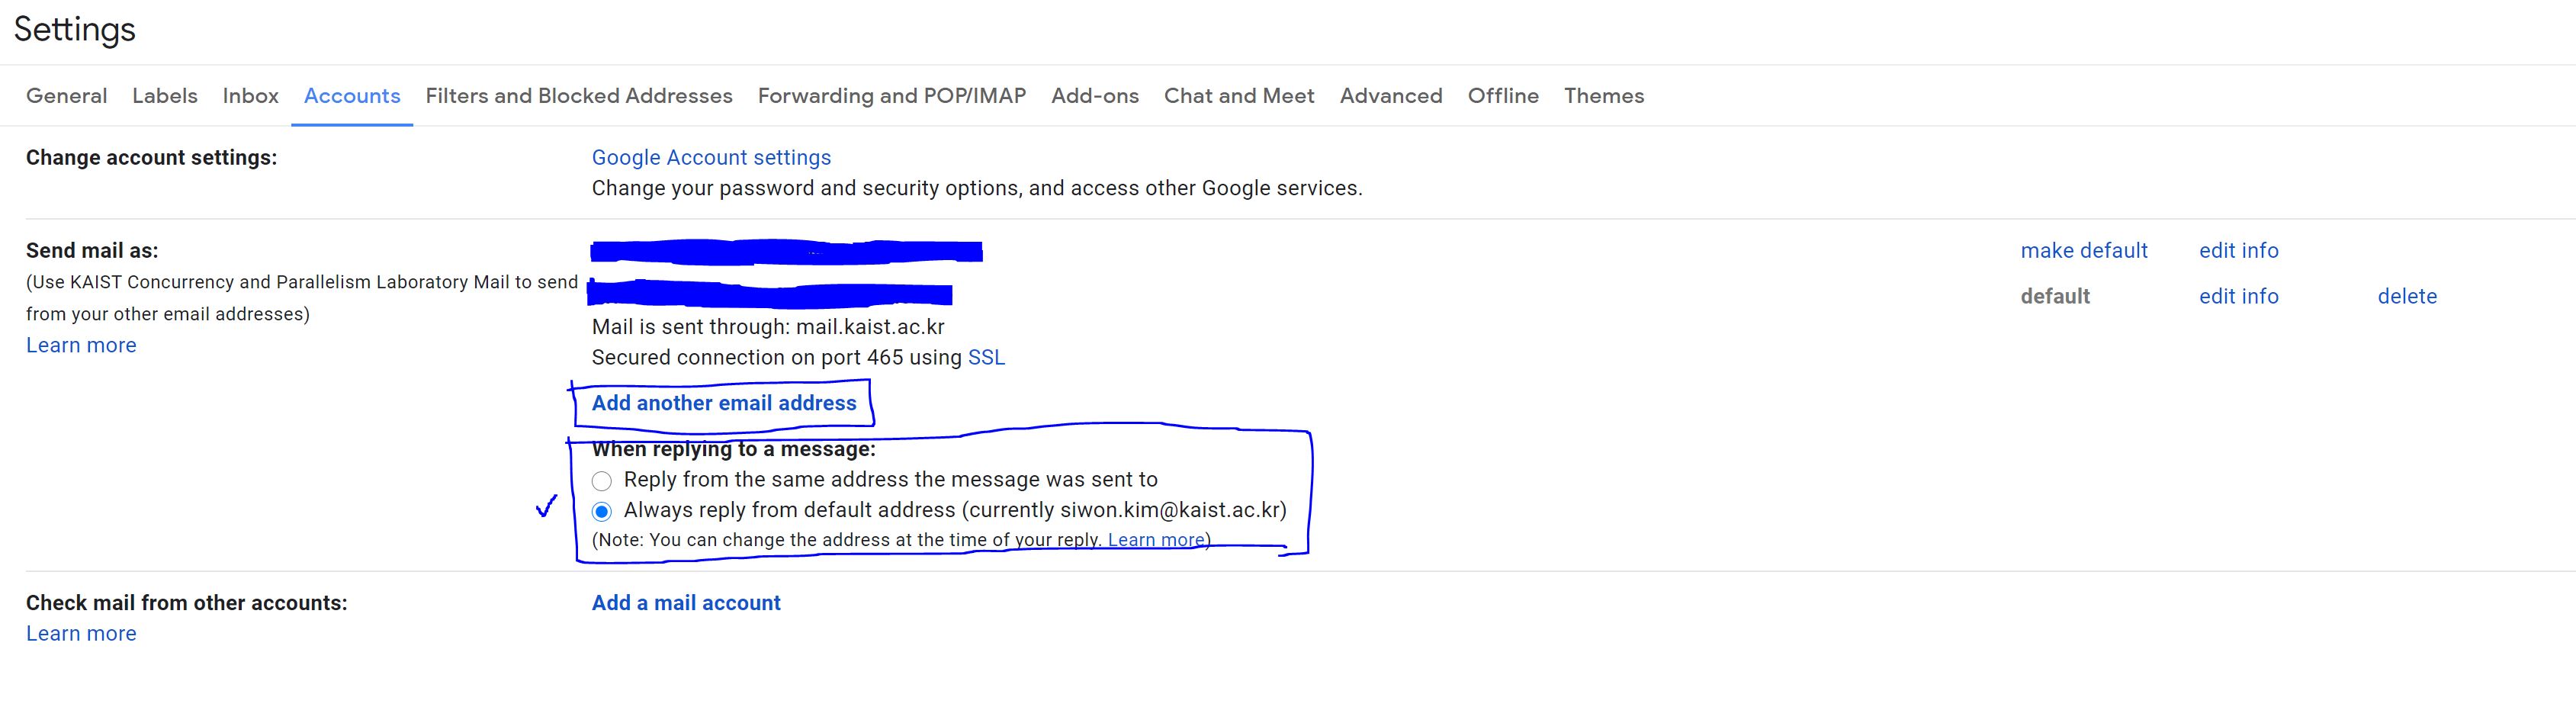 Settings
General Labels Inbox Accounts Filters and Blocked Addresses Forwarding and POP/IMAP Add-ons Chat and Meet Advanced Offline Themes
Change account settings: Google Account settings
Change your password and security options, and access other Google services.
Send mail as: make default edit info
(Use KAIST Concurrency and Parallelism Laboratory Mail to send
default edit info delete
from your other email addresses)
Mail is sent through: mail.kaist.ac.kr
Learn more
Secured connection on port 465 using SSL
Add another email address
When replying to a message:
Reply from the same address the message was sent to
Always reply from default address (currently siwon.kim@kaist.ac.kr)
(Note: You can change the address at the time of your reply. Learn more)
Check mail from other accounts: Add a mail account
Learn more